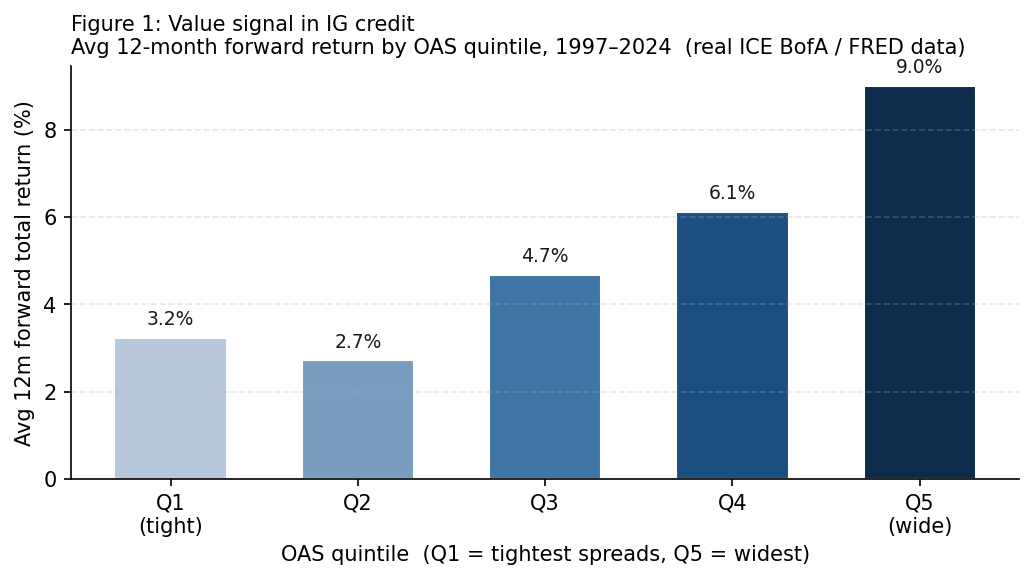 Figure 1: Value signal in IG credit
Avg 12-month forward return by OAS quintile, 1997–2024  (real ICE BofA / FRED data)
Avg 12m forward total return (%)
8
6
4
2
0
3.2%
2.7%
4.7%
6.1%
9.0%
Q1
(tight)
Q2
Q3
Q4
Q5
(wide)
OAS quintile  (Q1 = tightest spreads, Q5 = widest)